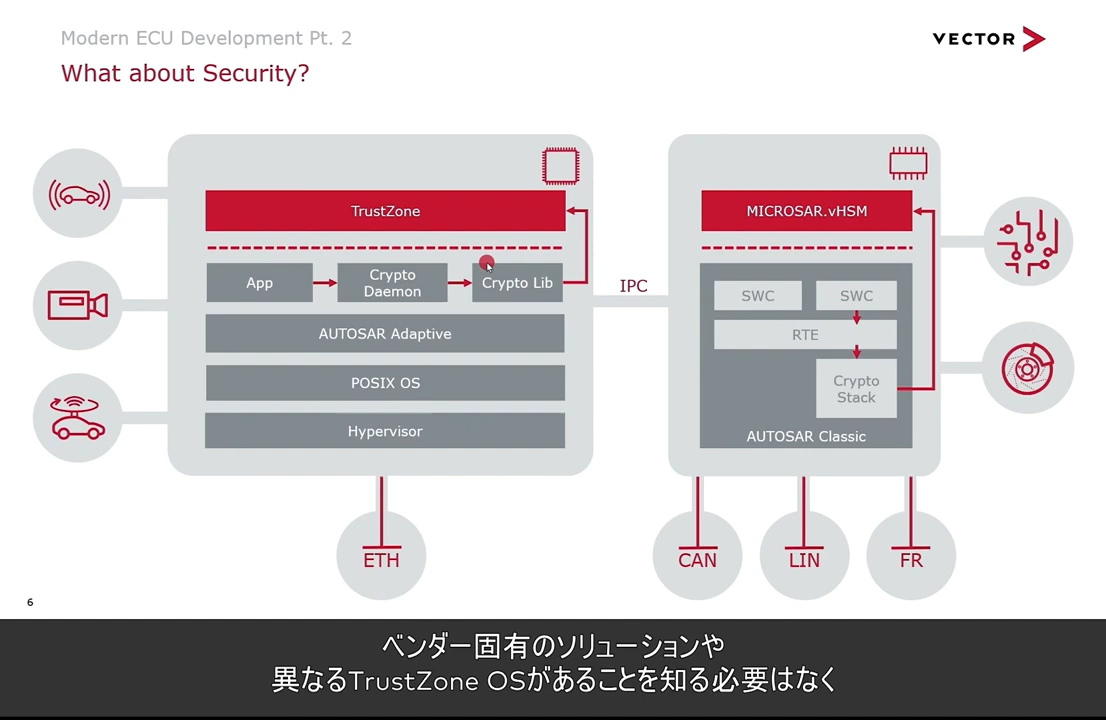 Modern ECU Development Pt. 2
VECTOR
What about Security?
TrustZone
App
Crypto
Daemon
Crypto Lib
AUTOSAR Adaptive
POSIX OS
Hypervisor
IPC
MICROSAR.vHSM
SWC
SWC
RTE
Crypto
Stack
AUTOSAR Classic
ETH
CAN
LIN
FR
6
ベンダー固有のソリューションや
異なるTrustZone OSがあることを知る必要はなく